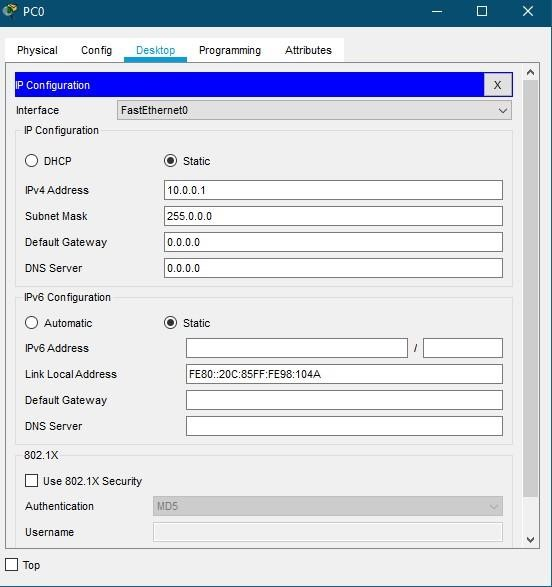 PC0
Physical Config Desktop Programming Attributes
IP Configuration X
Interface FastEthernet0
IP Configuration
DHCP Static
IPv4 Address 10.0.0.1
Subnet Mask 255.0.0.0
Default Gateway 0.0.0.0
DNS Server 0.0.0.0
IPv6 Configuration
Automatic Static
IPv6 Address /
Link Local Address FE80::20C:85FF:FE98:104A
Default Gateway
DNS Server
802.1X
Use 802.1X Security
Authentication MD5
Username
Top